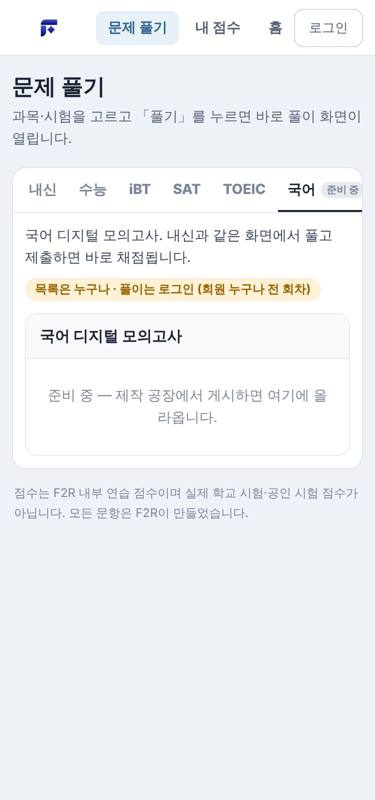 문제 풀기
내 점수
홈
로그인
문제 풀기
과목·시험을 고르고 「풀기」를 누르면 바로 풀이 화면이
열립니다.
내신
수능
iBT
SAT
TOEIC
국어
준비 중
국어 디지털 모의고사. 내신과 같은 화면에서 풀고
제출하면 바로 채점됩니다.
목록은 누구나 · 풀이는 로그인 (회원 누구나 전 회차)
국어 디지털 모의고사
준비 중 — 제작 공장에서 게시하면 여기에 올
라옵니다.
점수는 F2R 내부 연습 점수이며 실제 학교 시험·공인 시험 점수가
아닙니다. 모든 문항은 F2R이 만들었습니다.